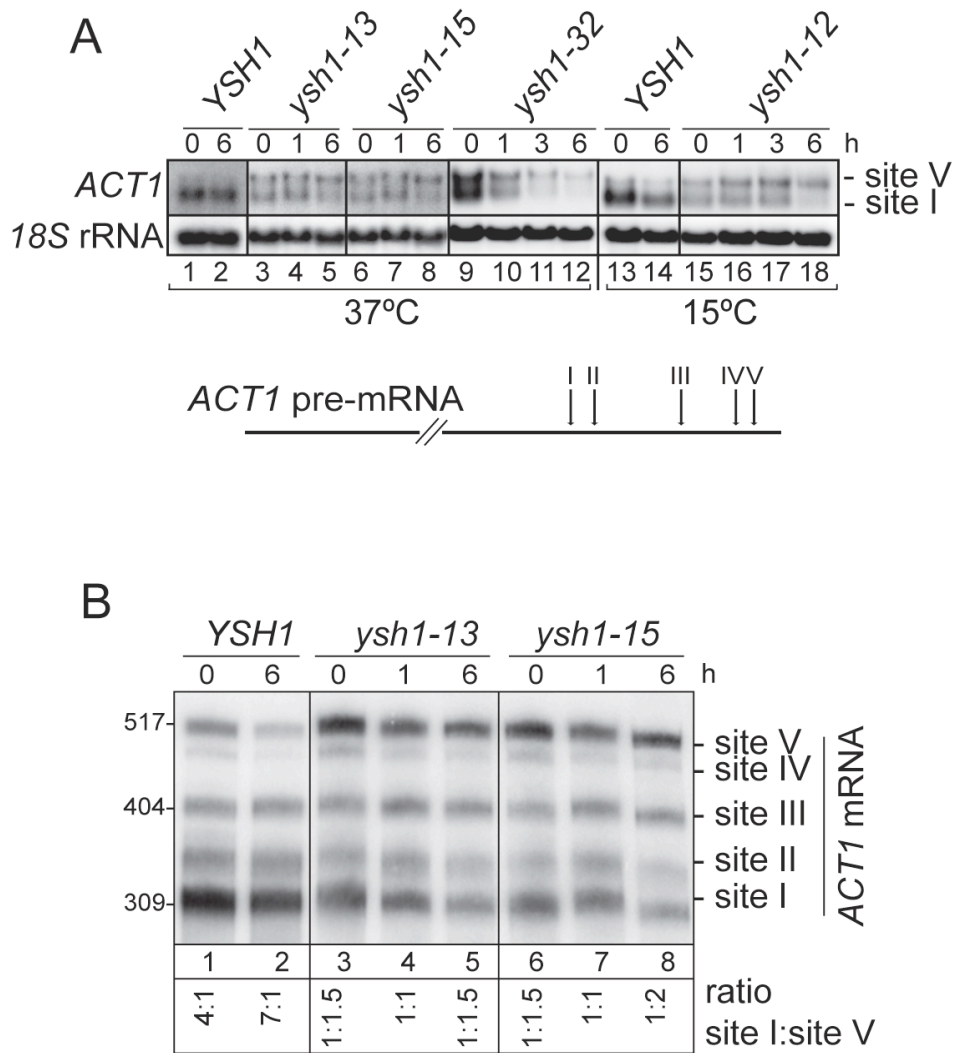 A
YSH1 ysh1-13 ysh1-15 ysh1-32 YSH1 ysh1-12
0 6 0 1 6 0 1 6 0 1 3 6 0 6 0 1 3 6 h
ACT1 - site V
- site I
18S rRNA
1 2 3 4 5 6 7 8 9 10 11 12 13 14 15 16 17 18
37ºC 15ºC
I II III IV V
ACT1 pre-mRNA
B
YSH1 ysh1-13 ysh1-15
0 6 0 1 6 0 1 6 h
517-
- site V
- site IV
404- - site III
- site II
309- - site I
ACT1 mRNA
1 2 3 4 5 6 7 8
4:1 7:1 1:1.5 1:1 1:1.5 1:1.5 1:1 1:2 ratio
site I:site V